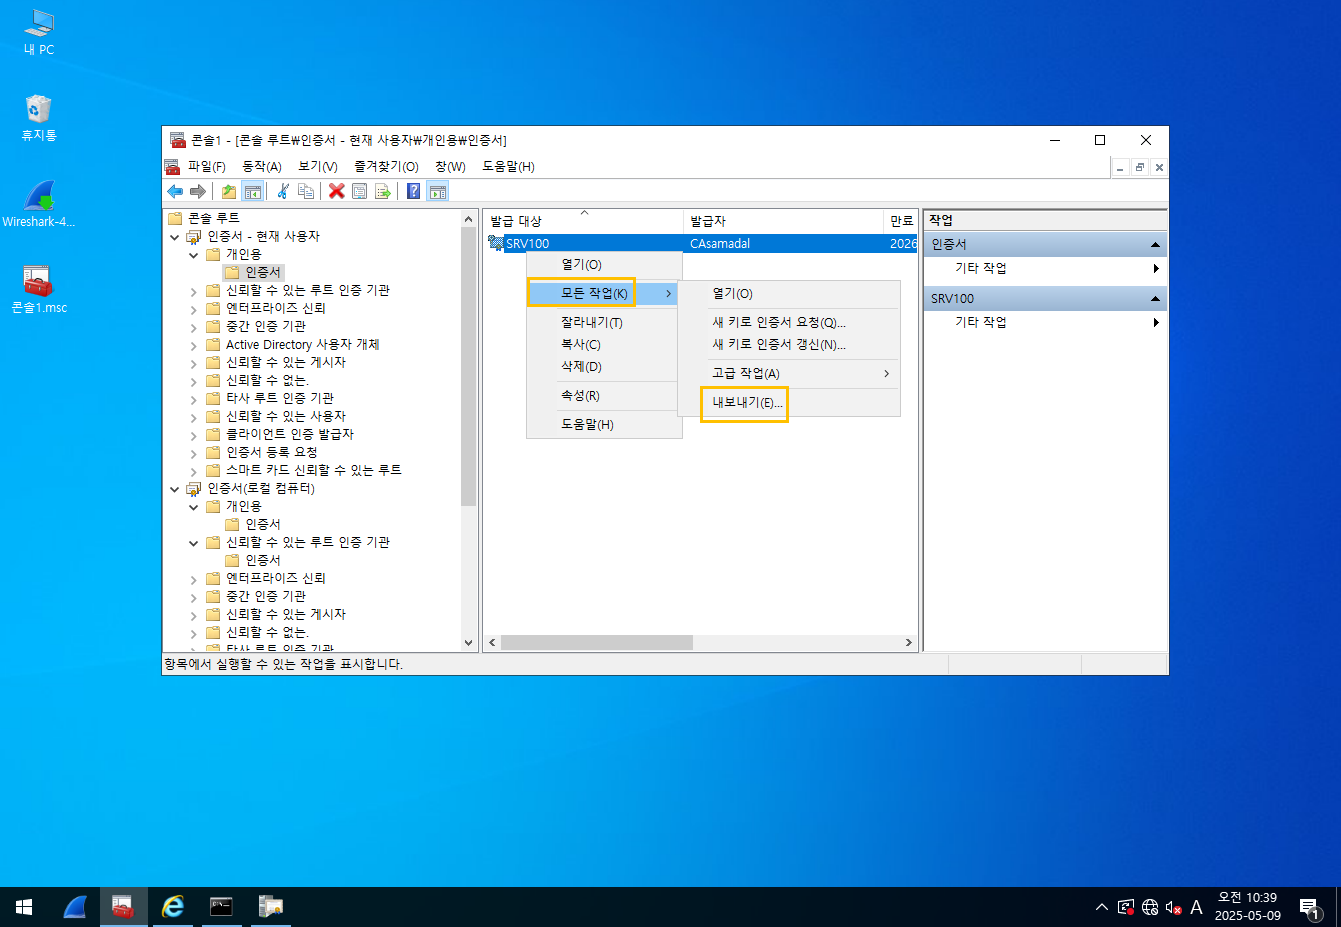 내 PC
휴지통
Wireshark-4...
콘솔1.msc
콘솔1 - [콘솔 루트₩인증서 - 현재 사용자₩개인용₩인증서]
파일(F) 동작(A) 보기(V) 즐겨찾기(O) 창(W) 도움말(H)
콘솔 루트
인증서 - 현재 사용자
개인용
인증서
신뢰할 수 있는 루트 인증 기관
엔터프라이즈 신뢰
중간 인증 기관
Active Directory 사용자 개체
신뢰할 수 있는 게시자
신뢰할 수 없는.
타사 루트 인증 기관
신뢰할 수 있는 사용자
클라이언트 인증 발급자
인증서 등록 요청
스마트 카드 신뢰할 수 있는 루트
인증서(로컬 컴퓨터)
개인용
인증서
신뢰할 수 있는 루트 인증 기관
인증서
엔터프라이즈 신뢰
중간 인증 기관
신뢰할 수 있는 게시자
신뢰할 수 없는.
타사 루트 인증 기관
발급 대상 발급자 만료
SRV100 CAsamadal 2026
열기(O)
모든 작업(K)
잘라내기(T)
복사(C)
삭제(D)
속성(R)
도움말(H)
열기(O)
새 키로 인증서 요청(Q)...
새 키로 인증서 갱신(N)...
고급 작업(A)
내보내기(E)...
작업
인증서
기타 작업
SRV100
기타 작업
항목에서 실행할 수 있는 작업을 표시합니다.
A
오전 10:39
2025-05-09
1